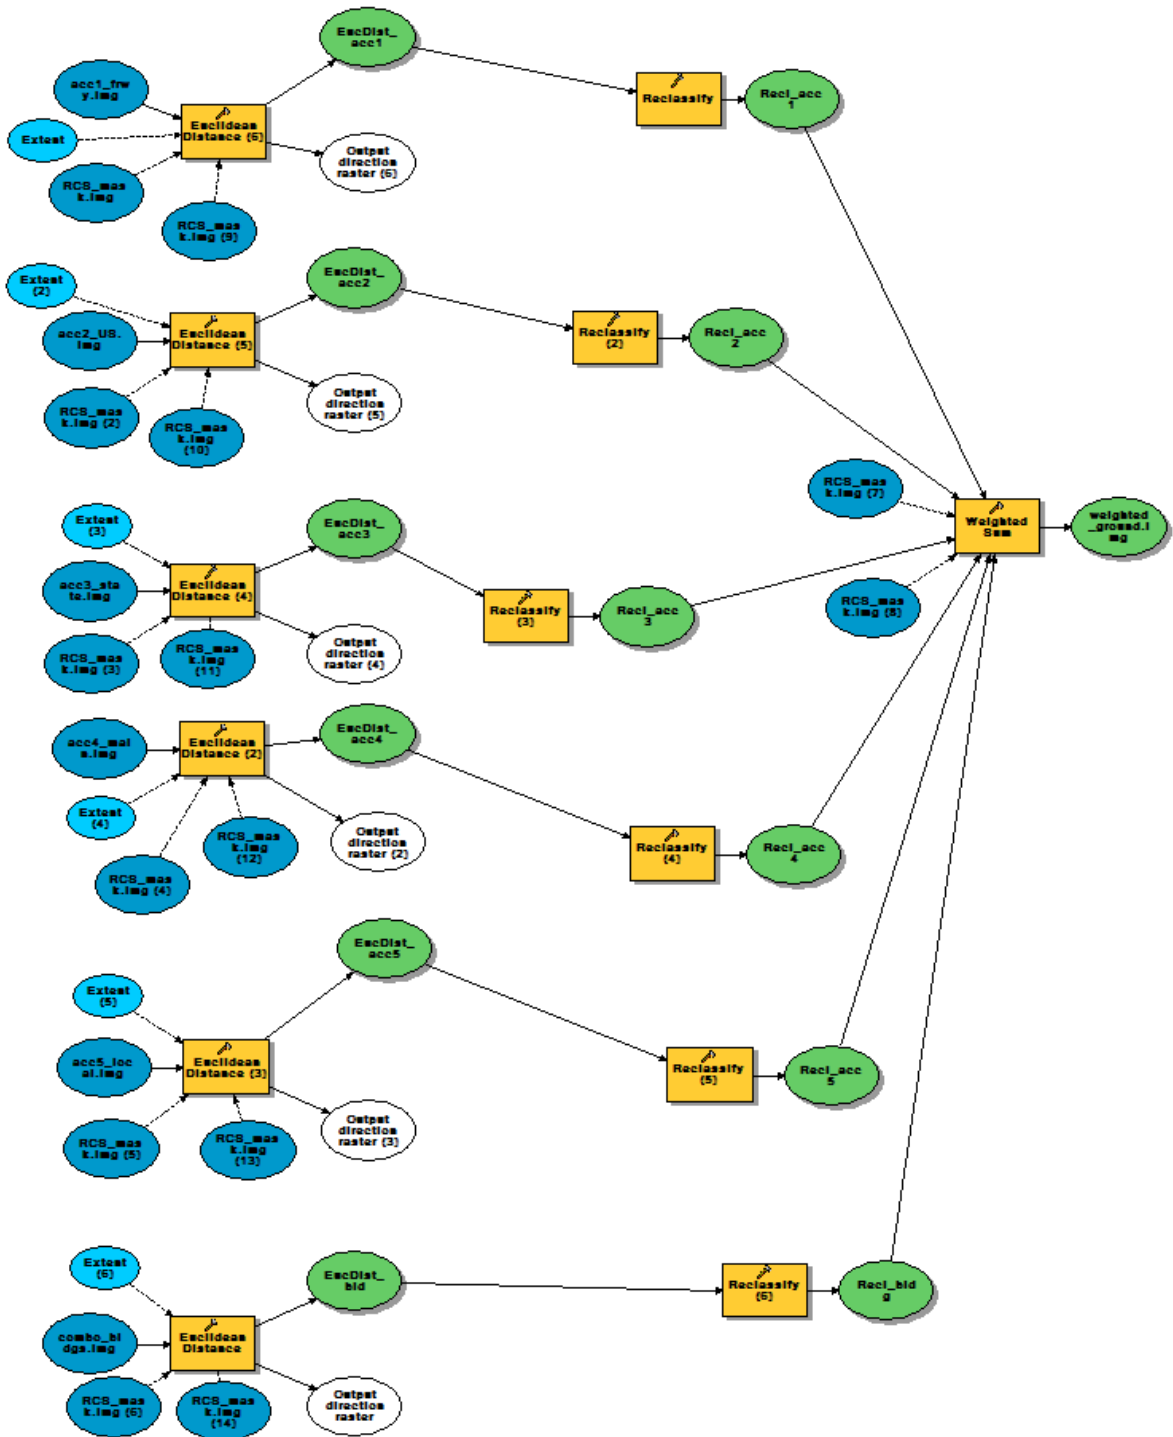 EucDist_
acc1
acc1_frw
y.img
Reclassify
Recl_acc
1
Extent
Euclidean
Distance (6)
Output
direction
raster (6)
RCS_mas
k.img
RCS_mas
k.img (9)
Extent
(2)
EucDist_
acc2
acc2_US.
img
Euclidean
Distance (5)
Reclassify
(2)
Recl_acc
2
RCS_mas
k.img (2)
RCS_mas
k.img
(10)
Output
direction
raster (5)
RCS_mas
k.img (7)
Extent
(3)
EucDist_
acc3
Weighted
Sum
weighted
_ground.i
mg
acc3_sta
te.img
Euclidean
Distance (4)
Reclassify
(3)
Recl_acc
3
RCS_mas
k.img (8)
RCS_mas
k.img (3)
RCS_mas
k.img
(11)
Output
direction
raster (4)
acc4_mai
n.img
Euclidean
Distance (2)
EucDist_
acc4
Extent
(4)
RCS_mas
k.img (4)
RCS_mas
k.img
(12)
Output
direction
raster (2)
Reclassify
(4)
Recl_acc
4
EucDist_
acc5
Extent
(5)
acc5_loc
al.img
Euclidean
Distance (3)
Reclassify
(5)
Recl_acc
5
RCS_mas
k.img (5)
RCS_mas
k.img
(13)
Output
direction
raster (3)
Extent
(6)
EucDist_
bld
Reclassify
(6)
Recl_bld
g
combo_bl
dgs.img
Euclidean
Distance
RCS_mas
k.img (6)
RCS_mas
k.img
(14)
Output
direction
raster